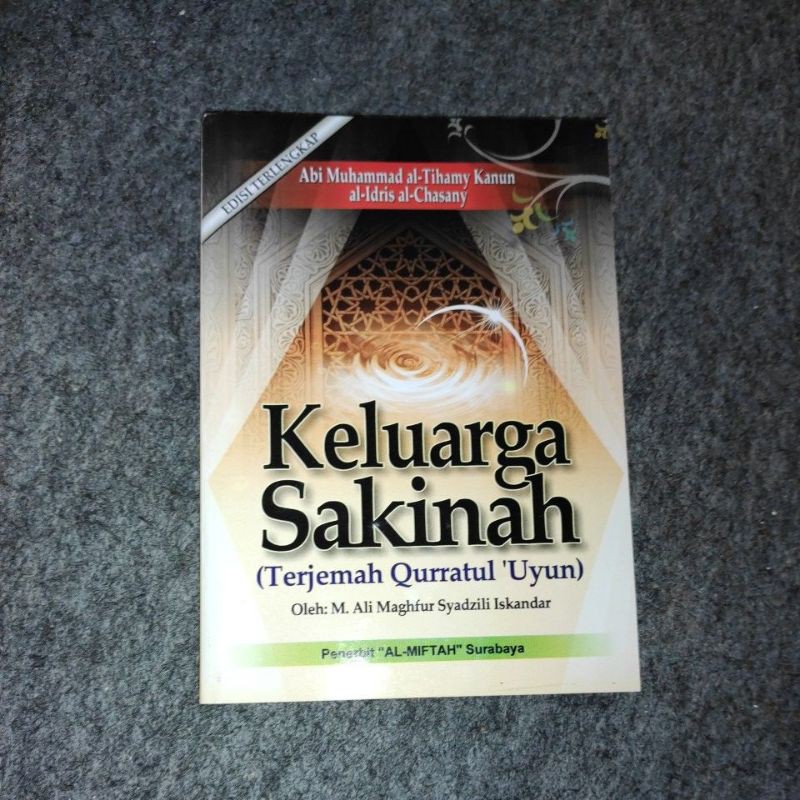 EDISI TERLENGKAP
Abi Muhammad al-Tihamy Kanun
al-Idris al-Chasany
Keluarga
Sakinah
(Terjemah Qurratul 'Uyun)
Oleh: M. Ali Maghfur Syadzili Iskandar
Penerbit "AL-MIFTAH" Surabaya